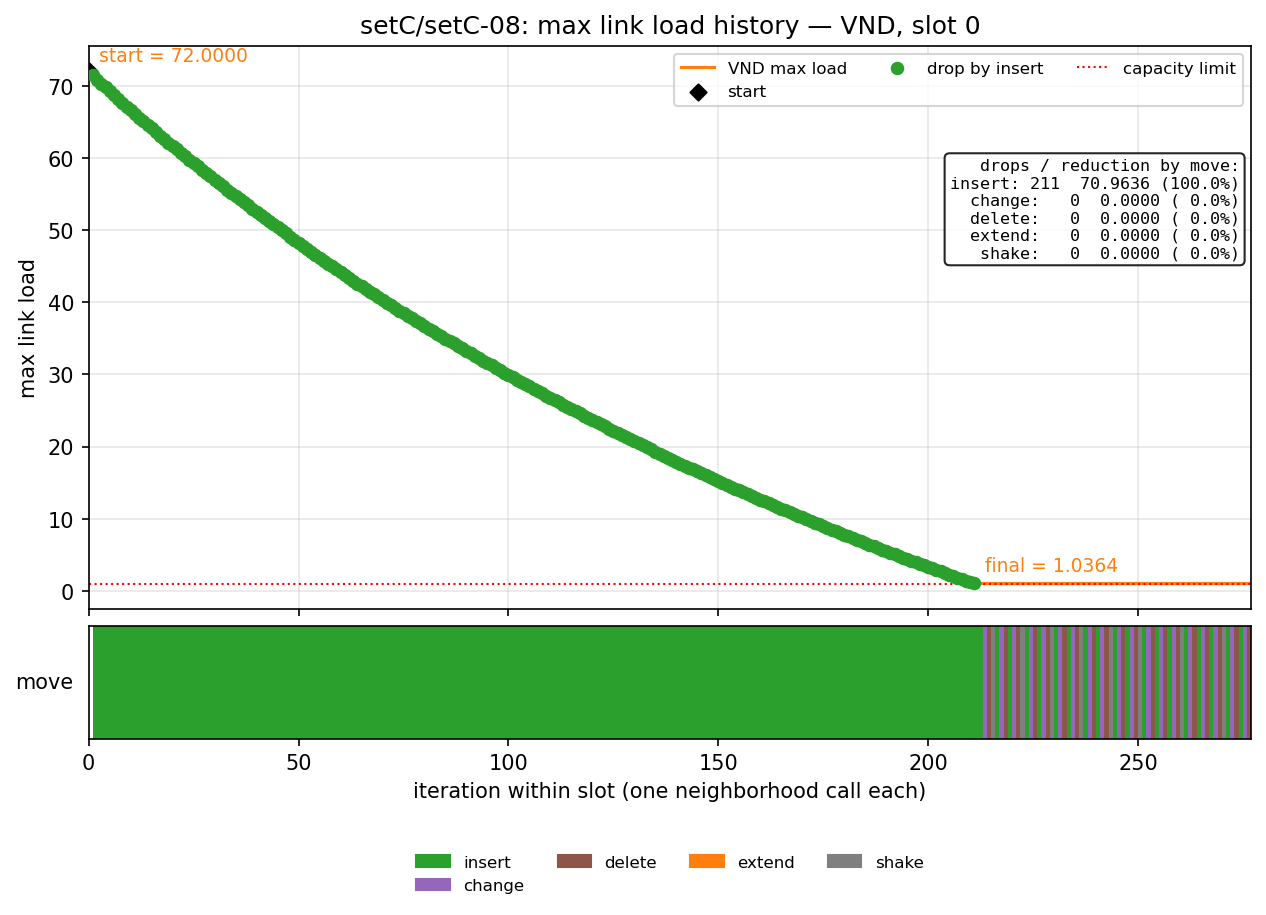 setC/setC-08: max link load history — VND, slot 0
start = 72.0000
VND max load
drop by insert
capacity limit
start
drops / reduction by move:
insert: 211  70.9636 (100.0%)
change:   0  0.0000 ( 0.0%)
delete:   0  0.0000 ( 0.0%)
extend:   0  0.0000 ( 0.0%)
shake:   0  0.0000 ( 0.0%)
max link load
70
60
50
40
30
20
10
0
final = 1.0364
move
0 50 100 150 200 250
iteration within slot (one neighborhood call each)
insert delete extend shake
change